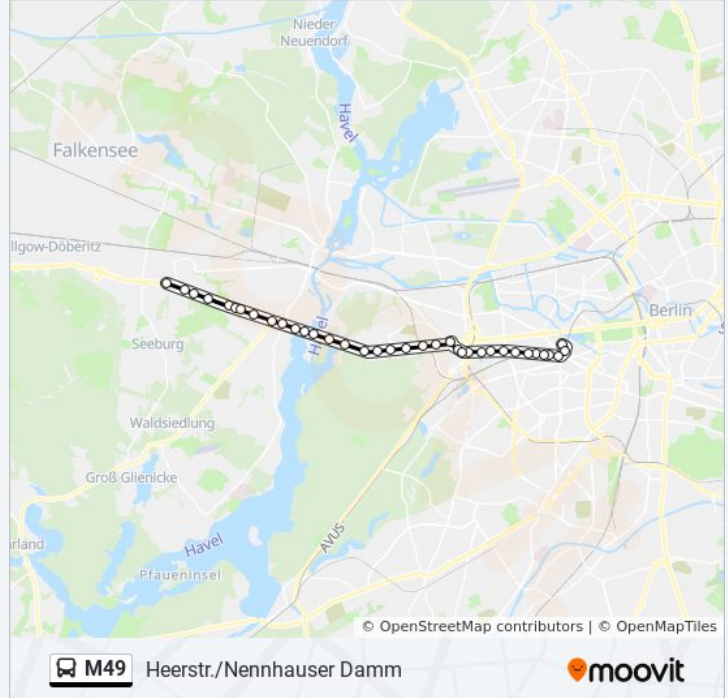 Nieder
Neuendorf
Havel
Falkensee
llgow-Döberitz
Berlin
Havel
Seeburg
Waldsiedlung
Groß Glienicke
AVUS
arland
Havel
Pfaueninsel
© OpenStreetMap contributors | © OpenMapTiles
M49 Heerstr./Nennhauser Damm moovit